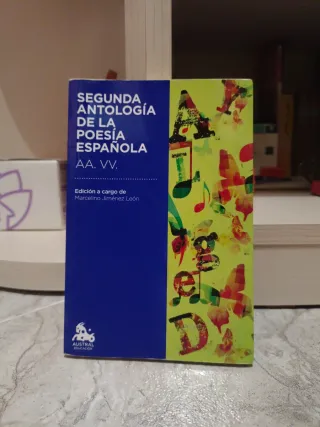 SEGUNDA
ANTOLOGÍA
DE LA
POESÍA
ESPAÑOLA
AA. VV.
Edición a cargo de
Marcelino Jiménez León
AUSTRAL